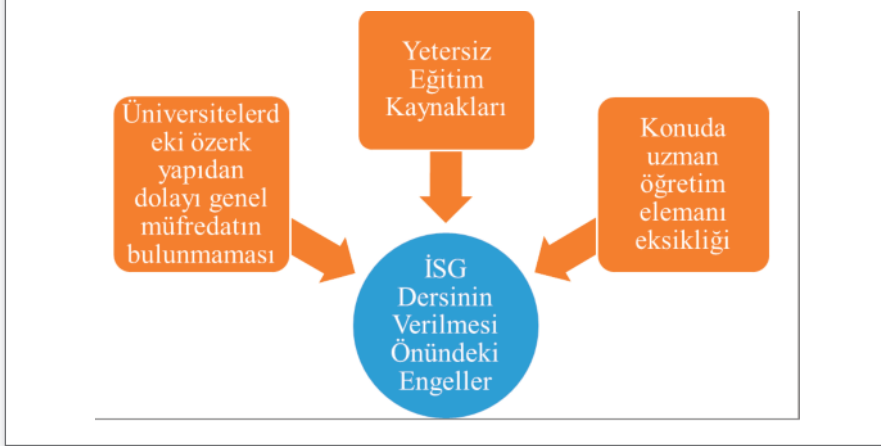 Üniversitelerd
eki özerk
yapıdan
dolayı genel
müfredatın
bulunmaması
Yetersiz
Eğitim
Kaynakları
Konuda
uzman
öğretim
elemanı
eksikliği
İSG
Dersinin
Verilmesi
Önündeki
Engeller